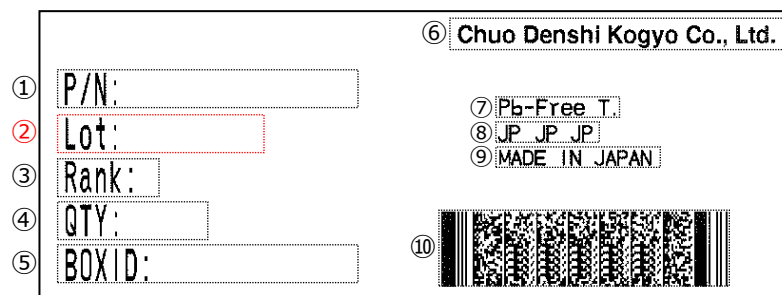 ⑥ Chuo Denshi Kogyo Co., Ltd.
① P/N:
② Lot:
③ Rank:
④ QTY:
⑤ BOXID:
⑦ Pb-Free T.
⑧ JP JP JP
⑨ MADE IN JAPAN
⑩